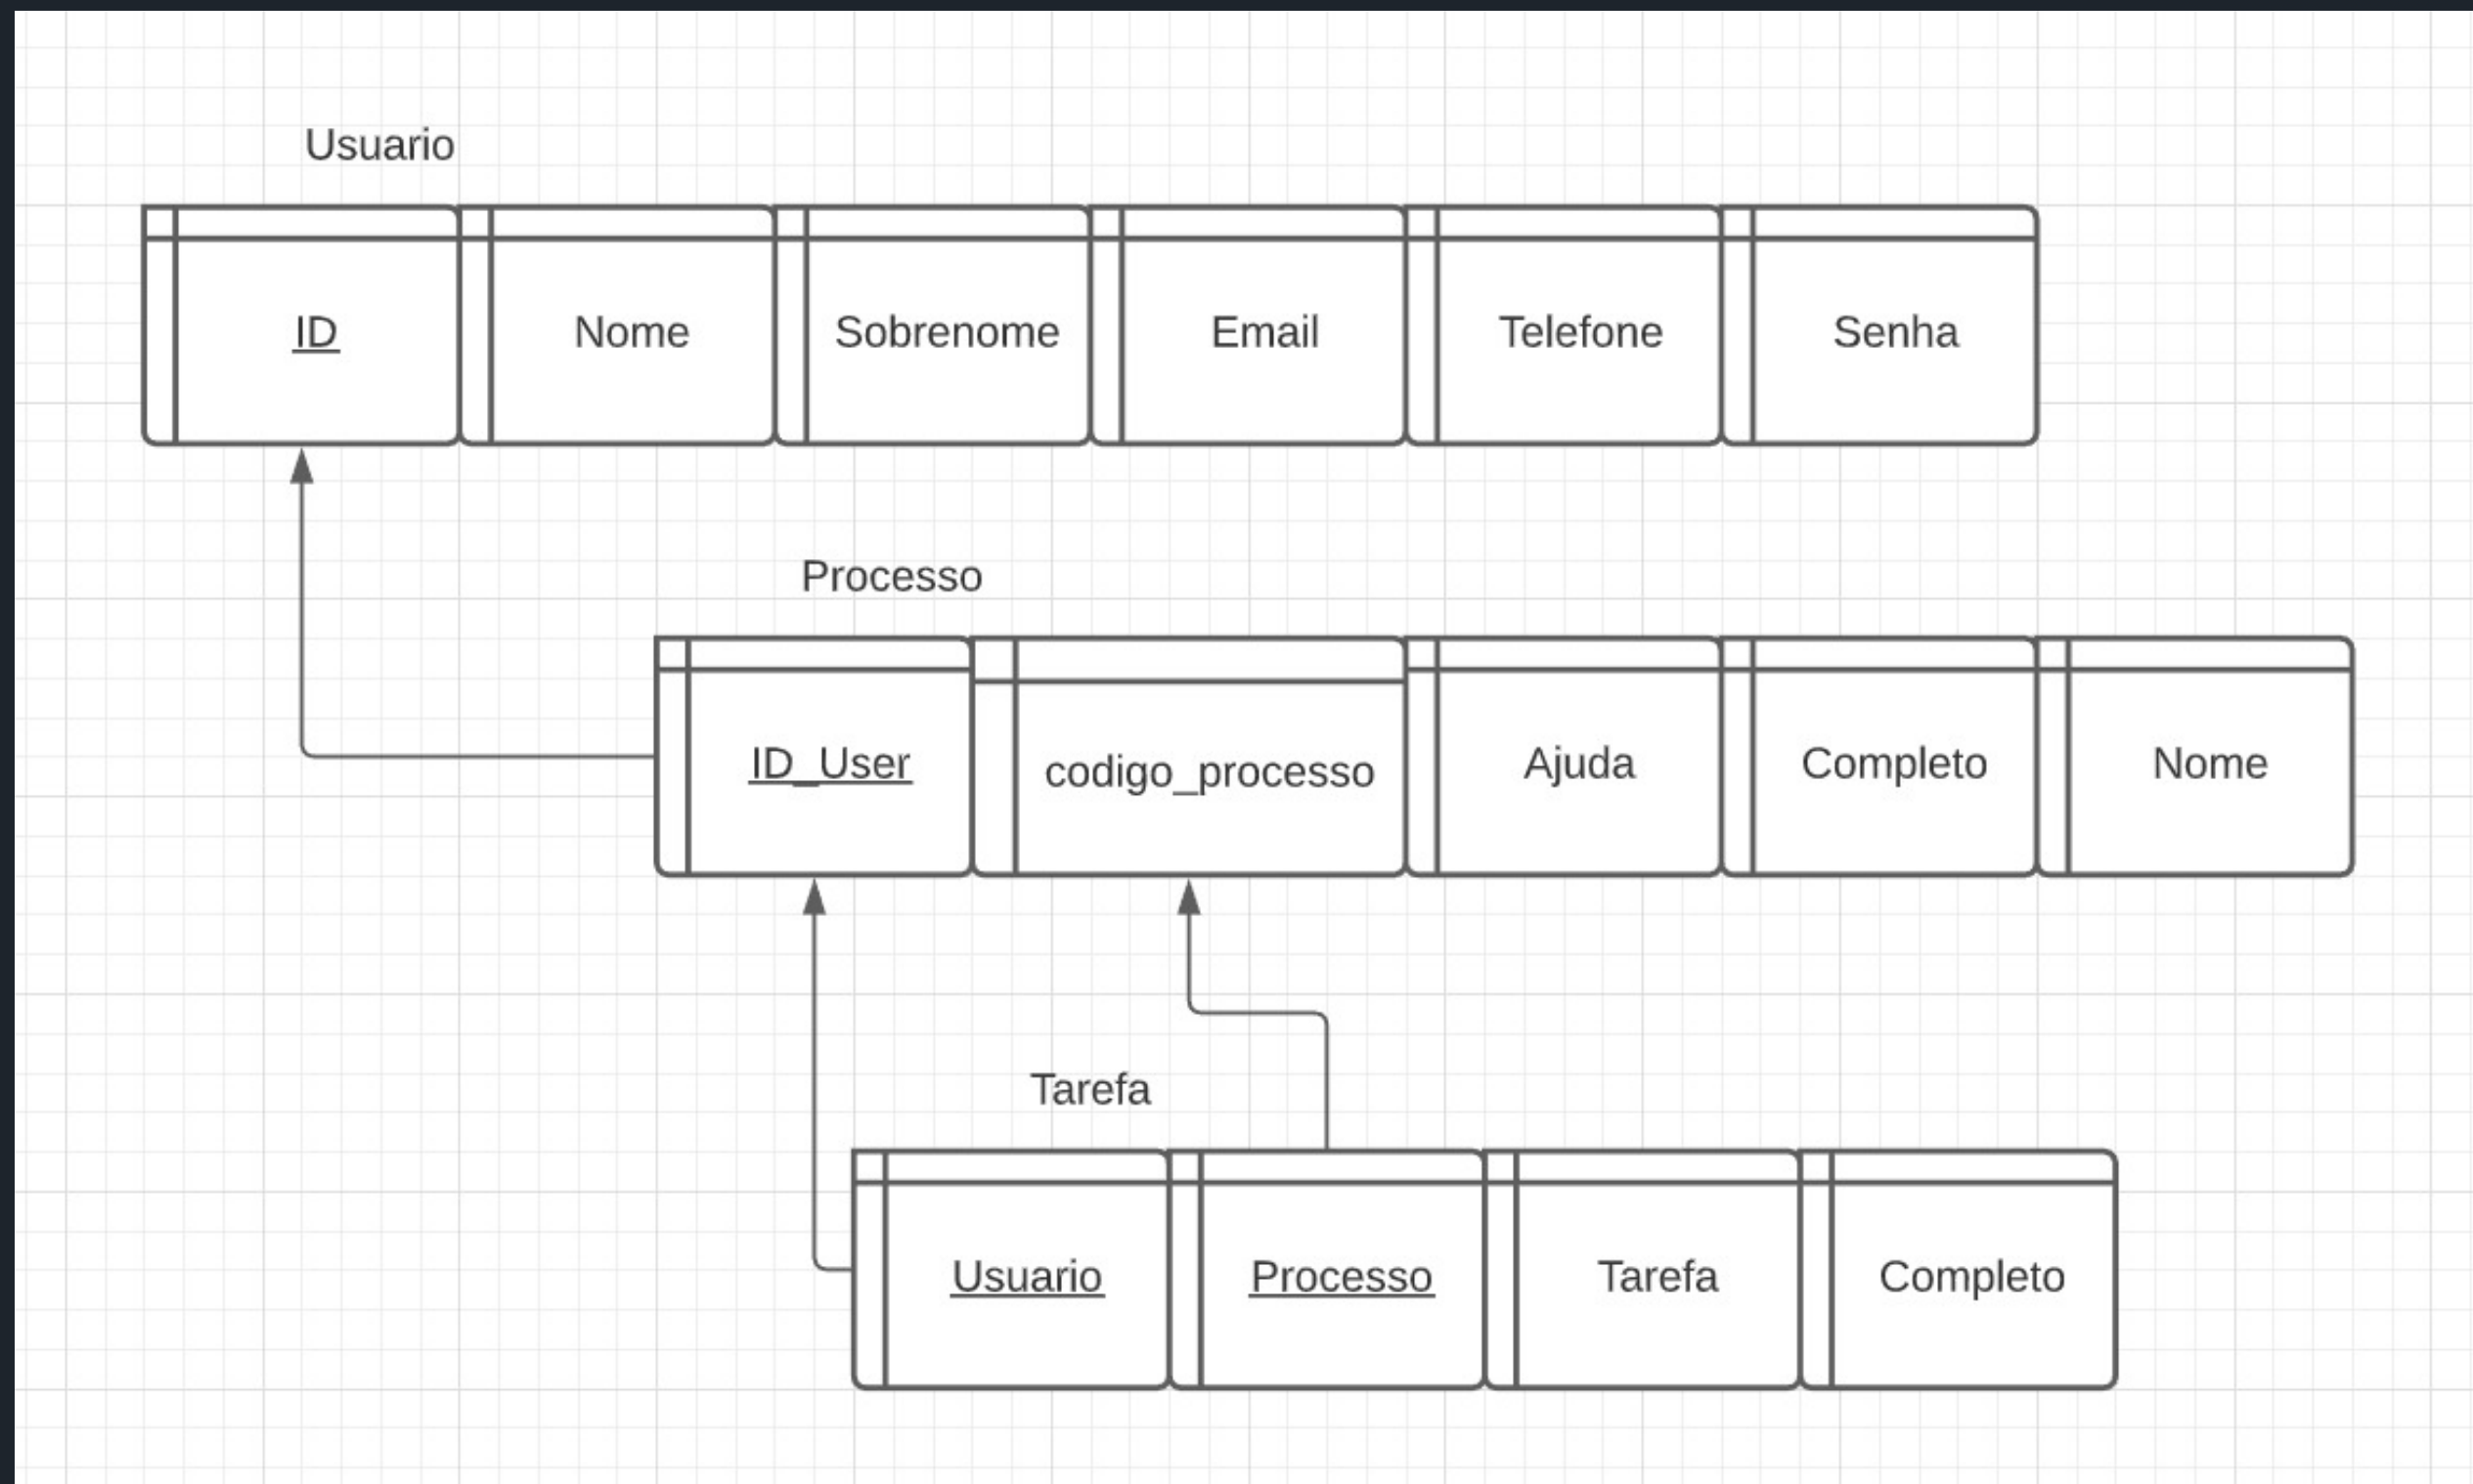 Usuario
ID
Nome
Sobrenome
Email
Telefone
Senha
Processo
ID_User
codigo_processo
Ajuda
Completo
Nome
Tarefa
Usuario
Processo
Tarefa
Completo